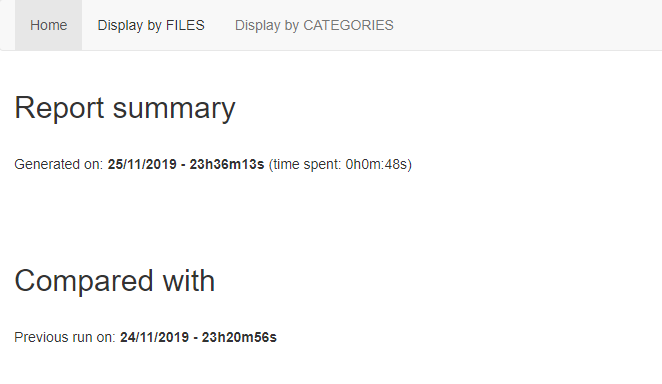 Home Display by FILES Display by CATEGORIES
Report summary
Generated on: 25/11/2019 - 23h36m13s (time spent: 0h0m:48s)
Compared with
Previous run on: 24/11/2019 - 23h20m56s